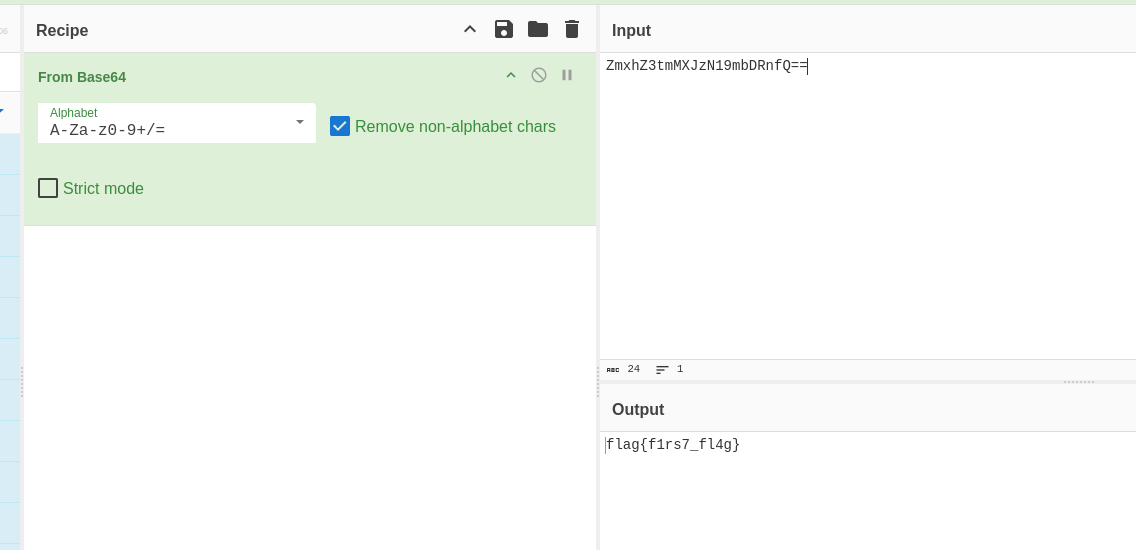 Recipe
From Base64
Alphabet
A-Za-z0-9+/=
Remove non-alphabet chars
Strict mode
Input
ZmxhZ3tmMXJzN19mbDRnfQ==
ABC 24 1
Output
flag{f1rs7_fl4g}